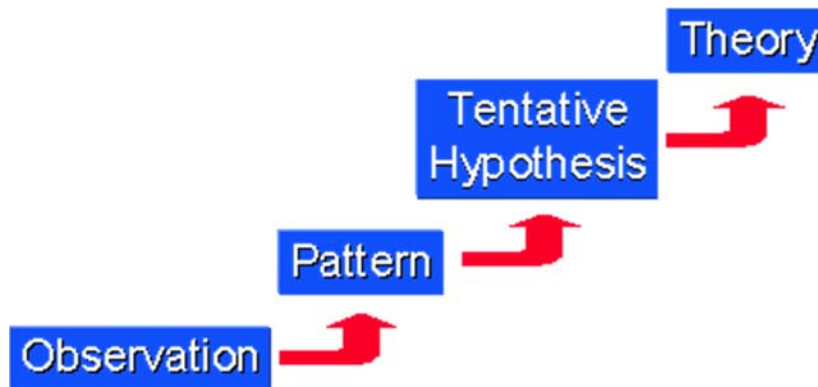 Theory
Tentative
Hypothesis
Pattern
Observation